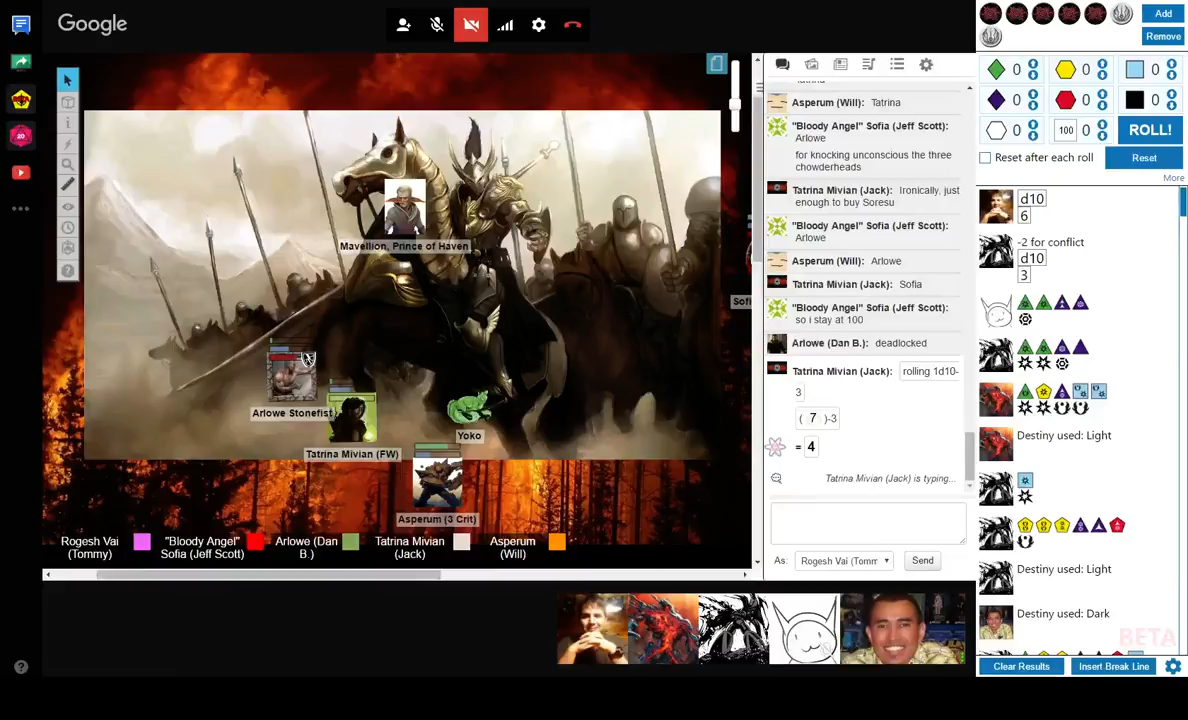 Google
Mavellion, Prince of Haven
Arlowe Stonefist
Tatrina Mivian (FW)
Yoko
Asperum (3 Crit)
Sofi
Rogesh Vai
(Tommy)
"Bloody Angel"
Sofia (Jeff Scott)
Arlowe (Dan
B.)
Tatrina Mivian
(Jack)
Asperum
(Will)
Asperum (Will): Tatrina
"Bloody Angel" Sofia (Jeff Scott):
Arlowe
for knocking unconscious the three
chowderheads
Tatrina Mivian (Jack): Ironically, just
enough to buy Soresu
"Bloody Angel" Sofia (Jeff Scott):
Arlowe
Asperum (Will): Arlowe
Tatrina Mivian (Jack): Sofia
"Bloody Angel" Sofia (Jeff Scott):
so i stay at 100
Arlowe (Dan B.): deadlocked
Tatrina Mivian (Jack): rolling 1d10-
3
( 7 )-3
= 4
Tatrina Mivian (Jack) is typing...
As: Rogesh Vai (Tomm
Send
Add
Remove
0 0 0
0 0 0
0 100 0 ROLL!
Reset after each roll
Reset
More
d10
6
-2 for conflict
d10
3
Destiny used: Light
Destiny used: Light
Destiny used: Dark
BETA
Clear Results
Insert Break Line